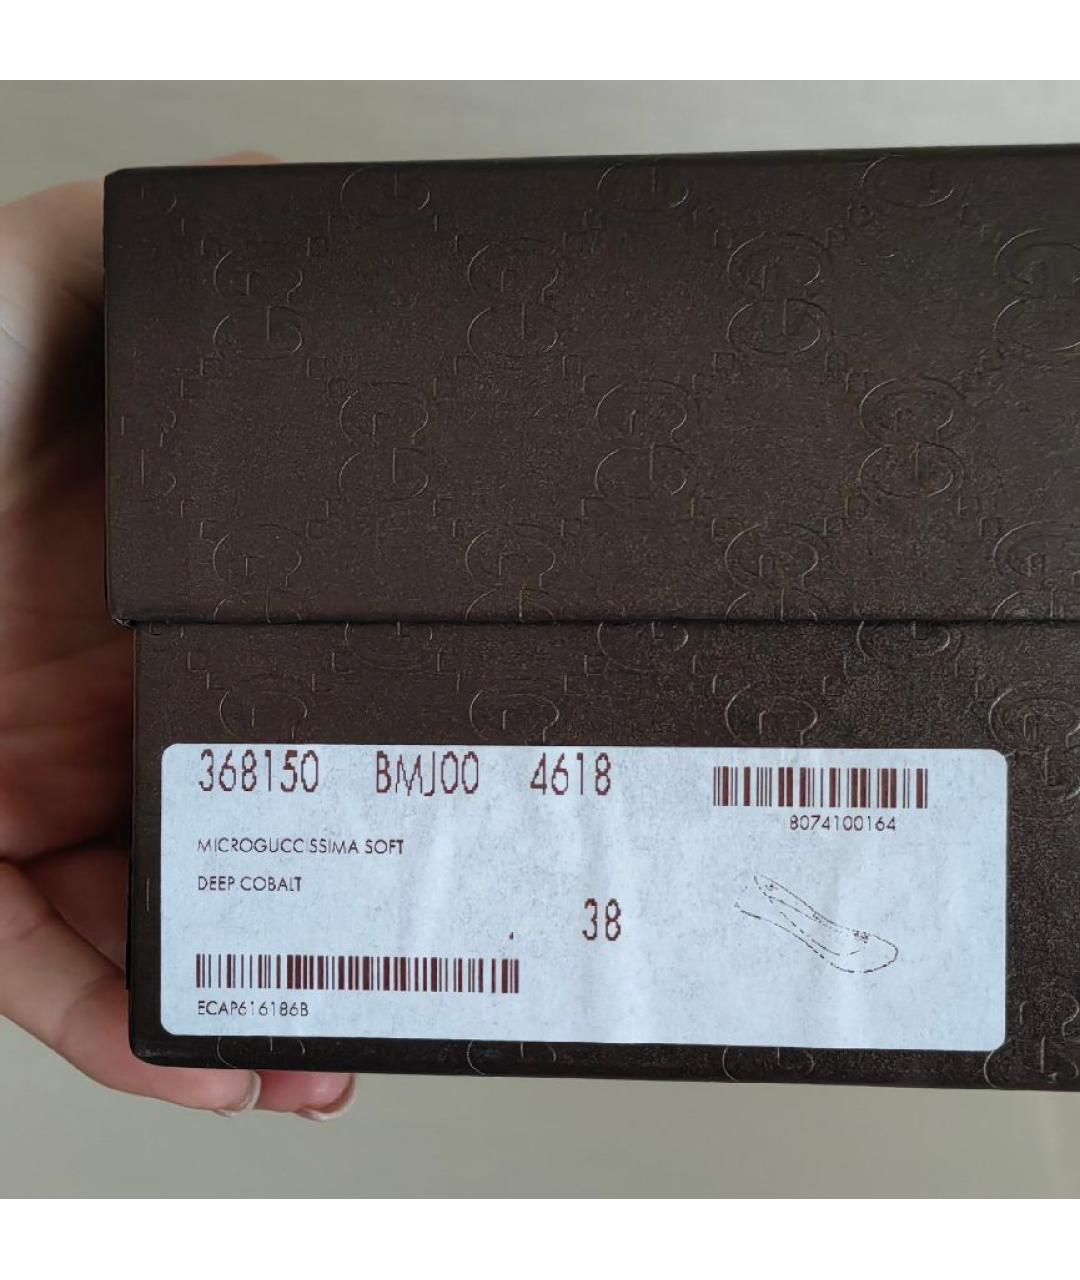 368150 BMJ00 4618
8074100164
MICROGUCCISSIMA SOFT
DEEP COBALT
38
ECAP616186B